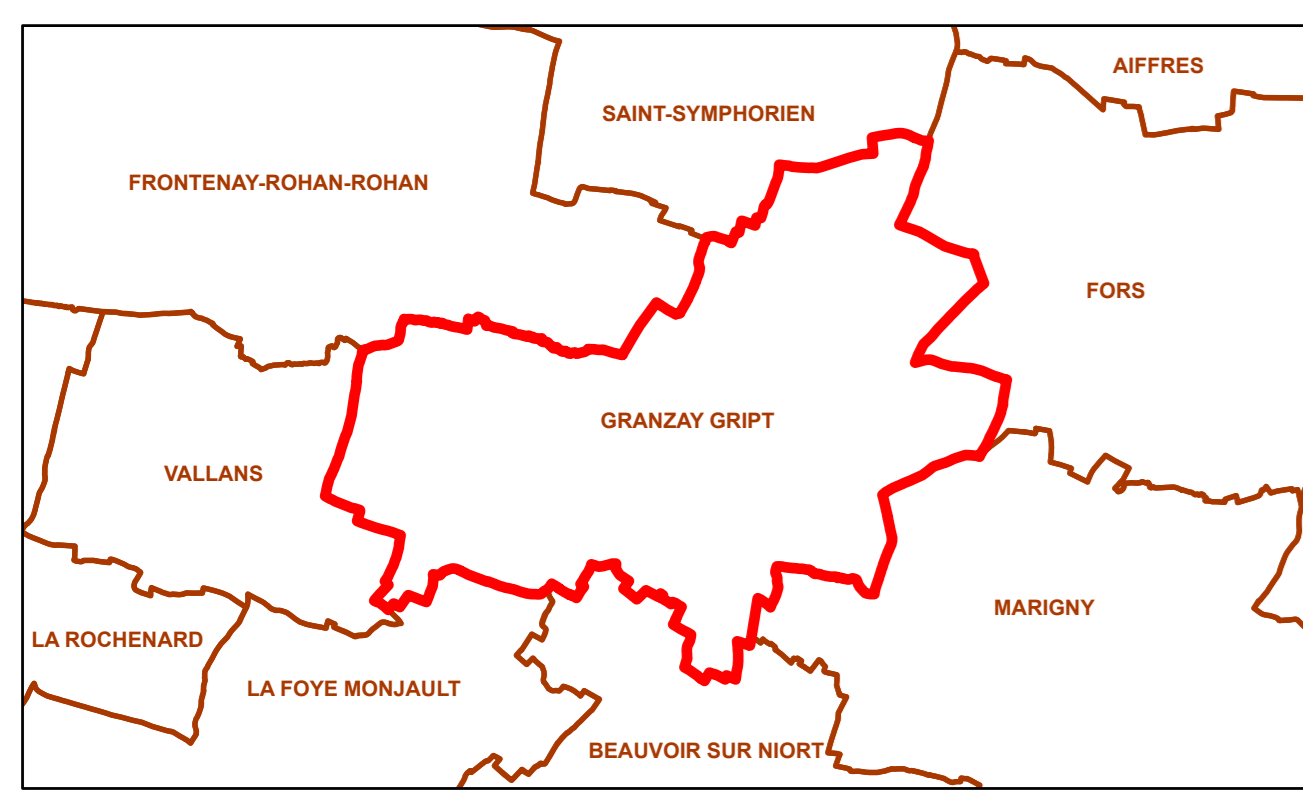 AIFFRES
SAINT-SYMPHORIEN
FRONTENAY-ROHAN-ROHAN
FORS
GRANZAY GRIPT
VALLANS
MARIGNY
LA ROCHENARD
LA FOYE MONJAULT
BEAUVOIR SUR NIORT